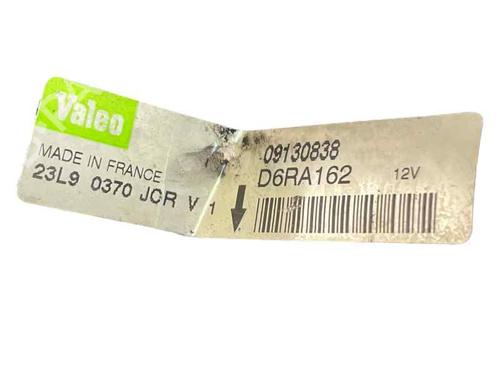 Valeo
MADE IN FRANCE
23L9 0370 JCR V 1
09130838
D6RA162 12V